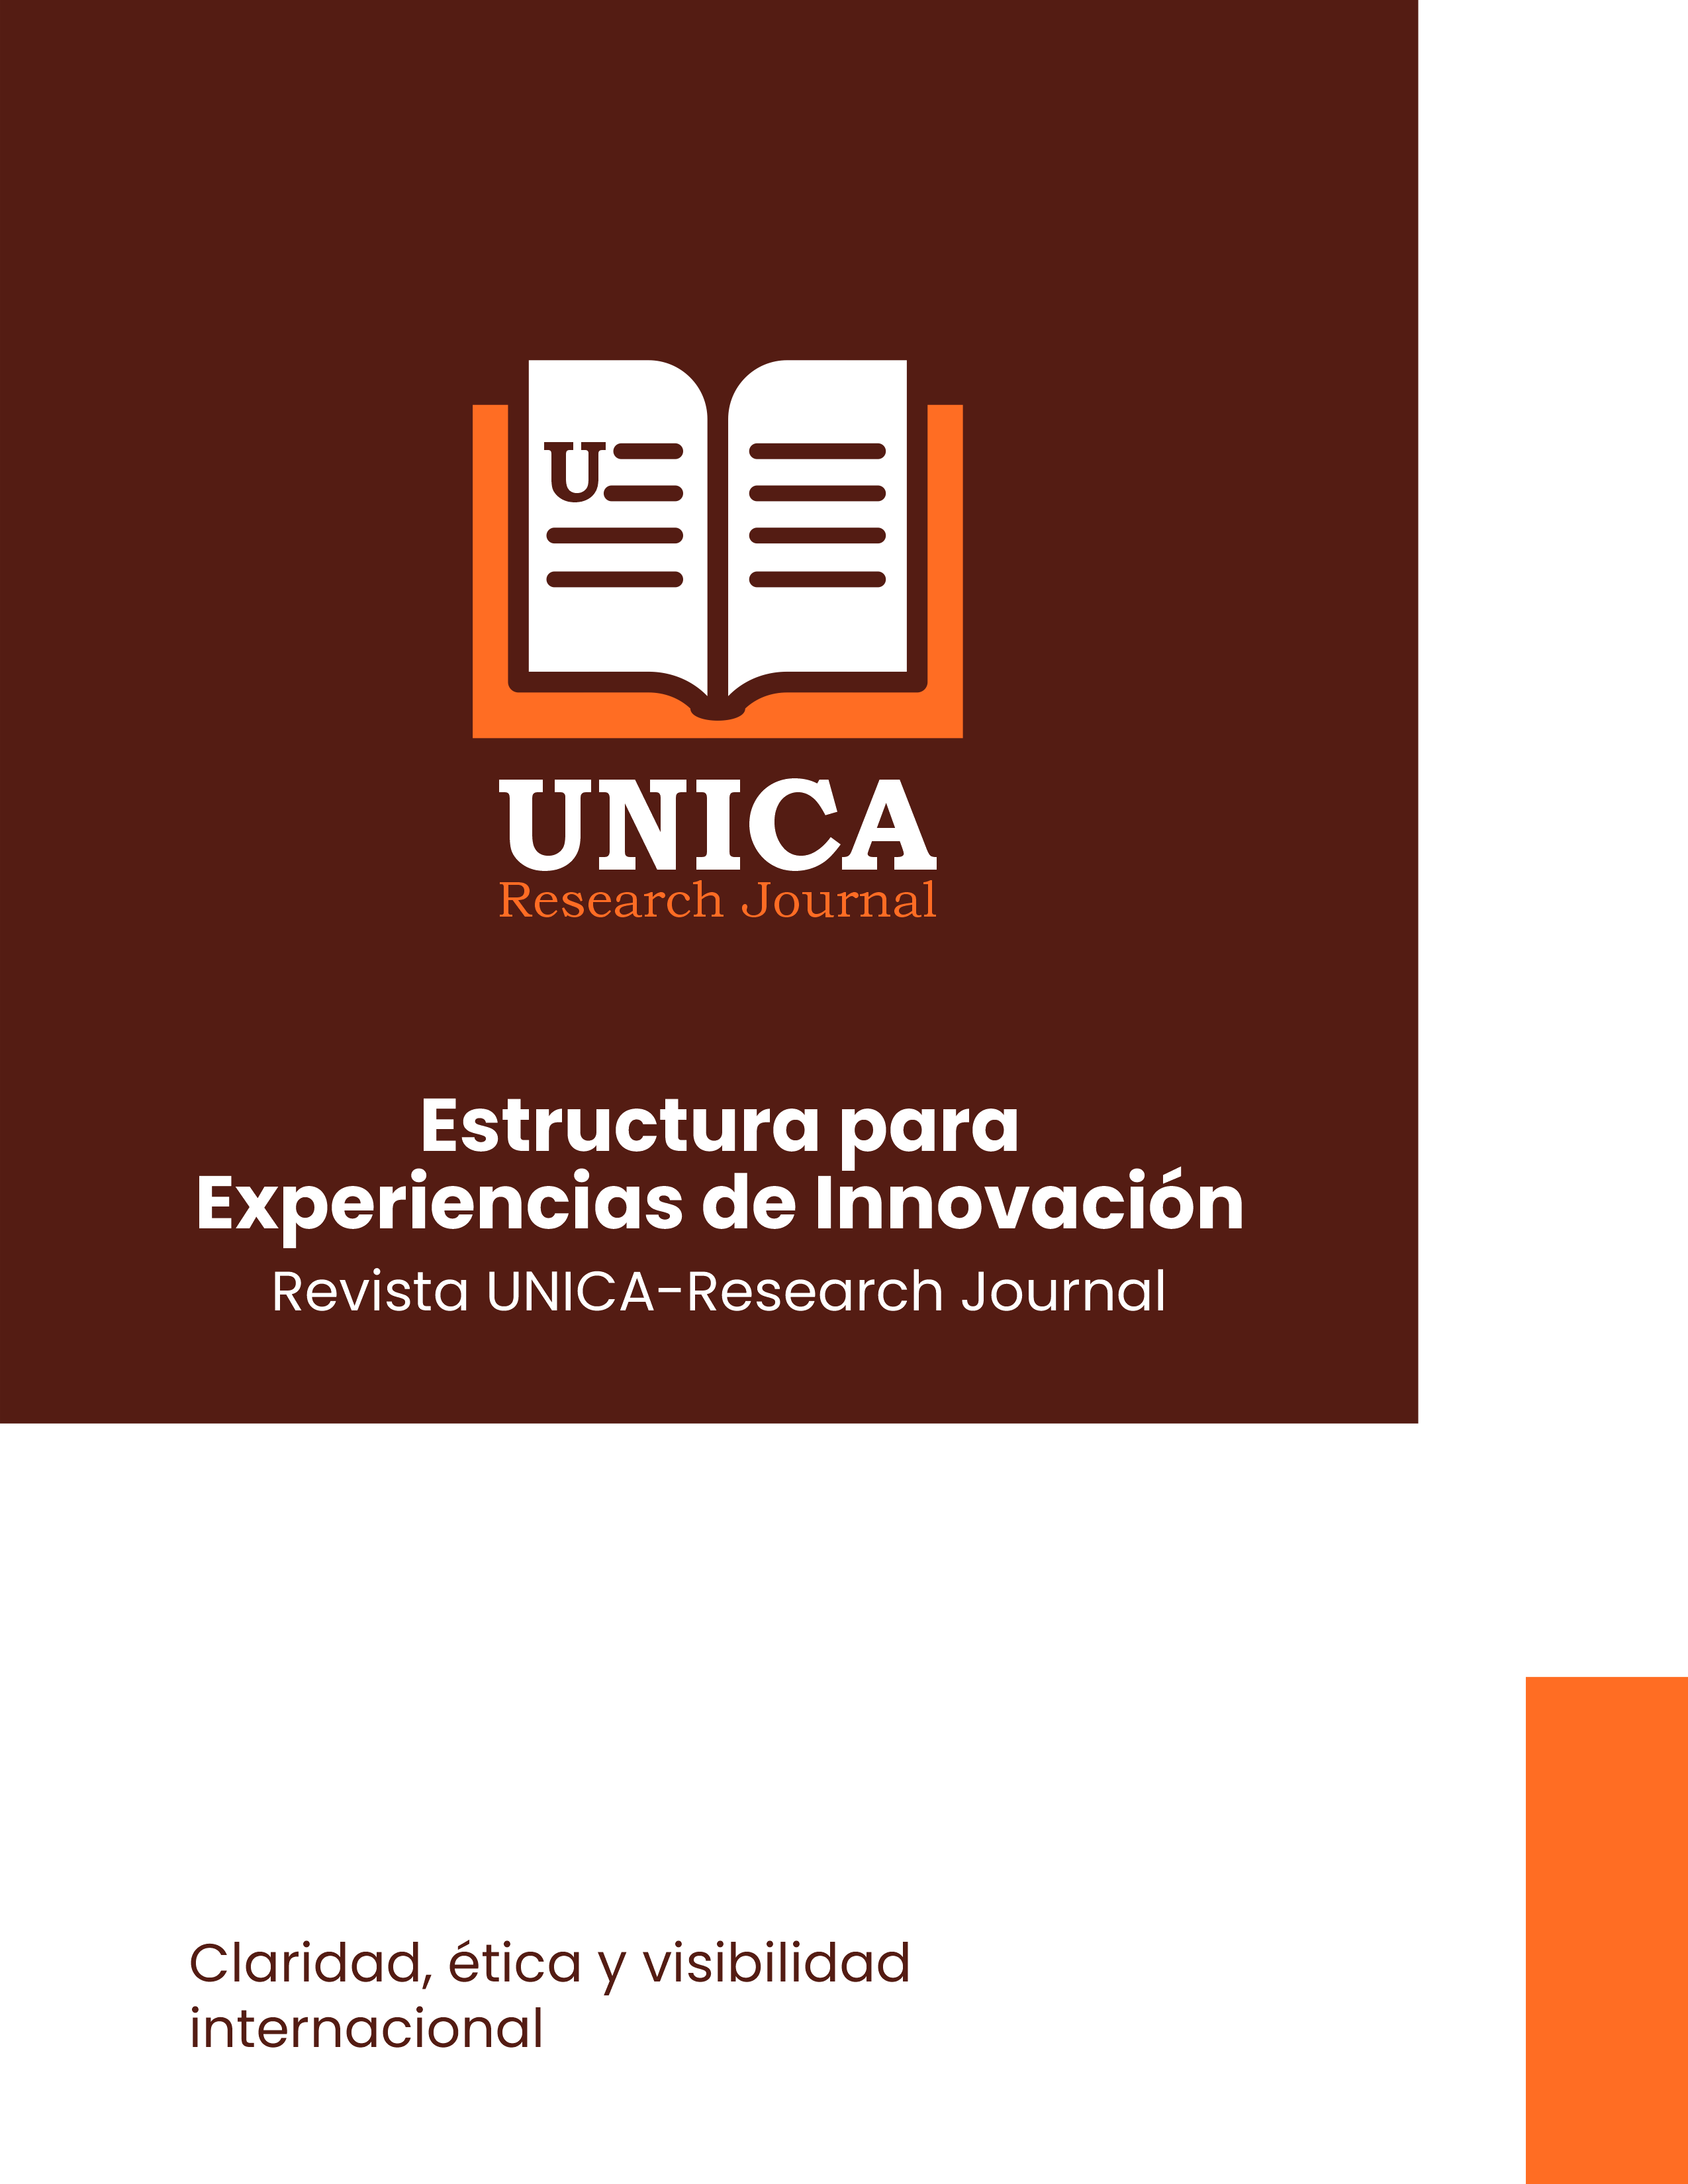 U
UNICA
Research Journal
Estructura para
Experiencias de Innovación
Revista UNICA-Research Journal
Claridad, ética y visibilidad
internacional